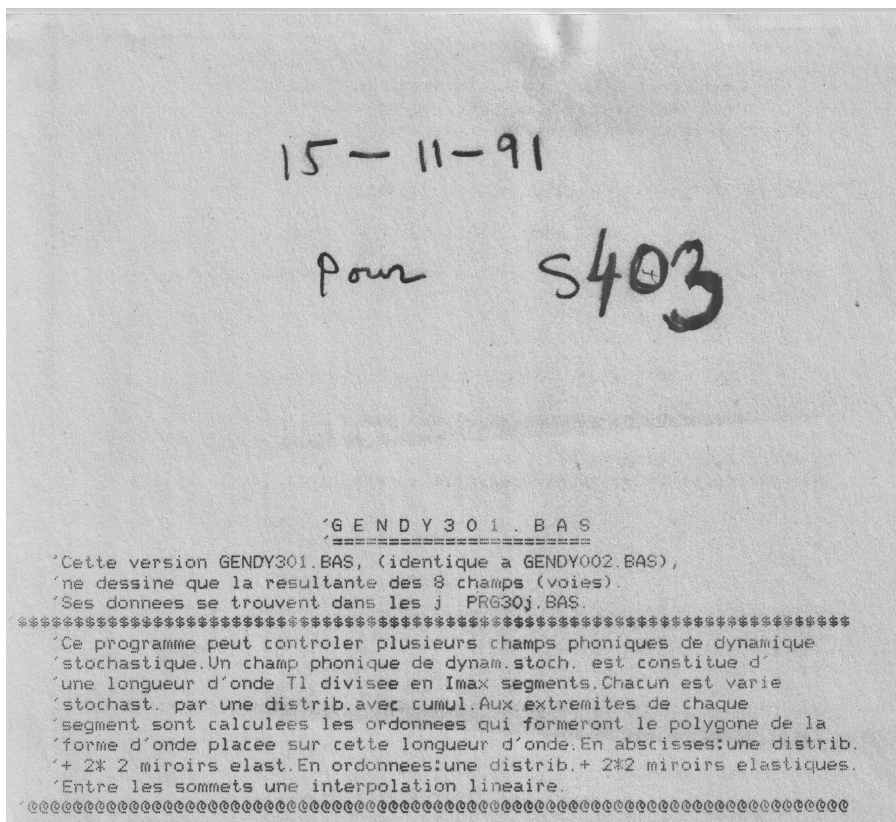 15 - 11 - 91
Pour S403
'G E N D Y 3 0 1 . B A S
'=======================
'Cette version GENDY301.BAS, (identique a GENDY002.BAS),
'ne dessine que la resultante des 8 champs (voies).
'Ses donnees se trouvent dans les j PRG30j.BAS.
'$$$$$$$$$$$$$$$$$$$$$$$$$$$$$$$$$$$$$$$$$$$$$$$$$$$$$$$$$$$$$$$$$$$$$$$$$
'Ce programme peut controler plusieurs champs phoniques de dynamique
'stochastique.Un champ phonique de dynam.stoch. est constitue d'
'une longueur d'onde Tl divisee en Imax segments.Chacun est varie
'stochast. par une distrib.avec cumul.Aux extremites de chaque
'segment sont calculees les ordonnees qui formeront le polygone de la
'forme d'onde placee sur cette longueur d'onde.En abscisses:une distrib.
'+ 2* 2 miroirs elast.En ordonnees:une distrib.+ 2*2 miroirs elastiques.
'Entre les sommets une interpolation lineaire.
'@@@@@@@@@@@@@@@@@@@@@@@@@@@@@@@@@@@@@@@@@@@@@@@@@@@@@@@@@@@@@@@@@@@@@@@@